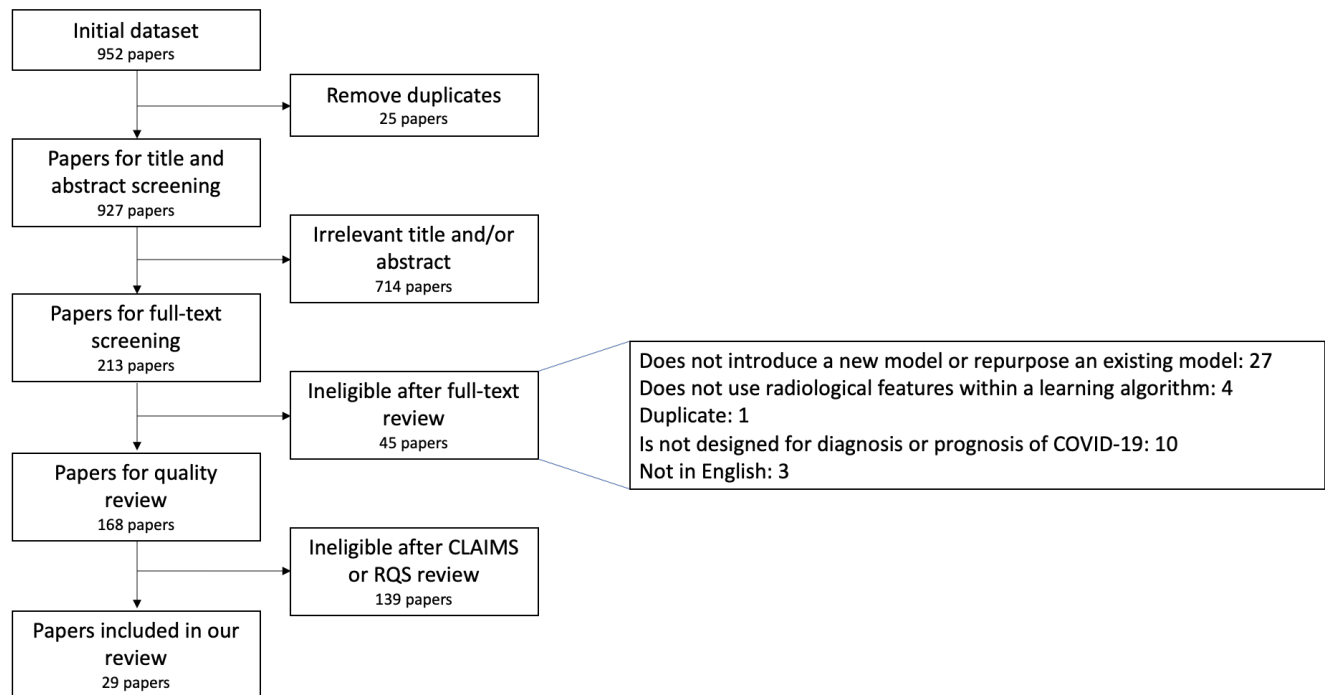 Initial dataset
952 papers
Remove duplicates
25 papers
Papers for title and
abstract screening
927 papers
Irrelevant title and/or
abstract
714 papers
Papers for full-text
screening
213 papers
Ineligible after full-text
review
45 papers
Does not introduce a new model or repurpose an existing model: 27
Does not use radiological features within a learning algorithm: 4
Duplicate: 1
Is not designed for diagnosis or prognosis of COVID-19: 10
Not in English: 3
Papers for quality
review
168 papers
Ineligible after CLAIMS
or RQS review
139 papers
Papers included in our
review
29 papers